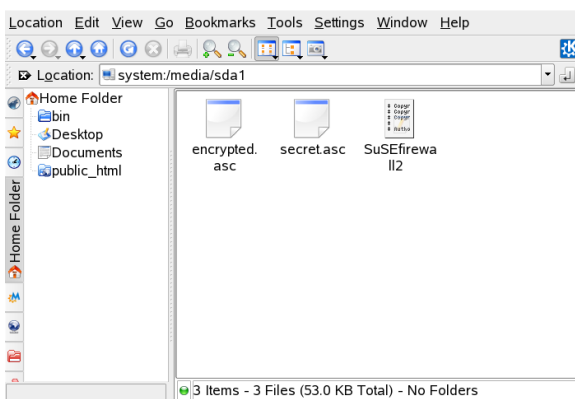 Location Edit View Go Bookmarks Tools Settings Window Help
Location: system:/media/sda1
Home Folder
bin
Desktop
Documents
public_html
Home Folder
encrypted.
asc
secret.asc
SuSEfirewa
ll2
3 Items - 3 Files (53.0 KB Total) - No Folders